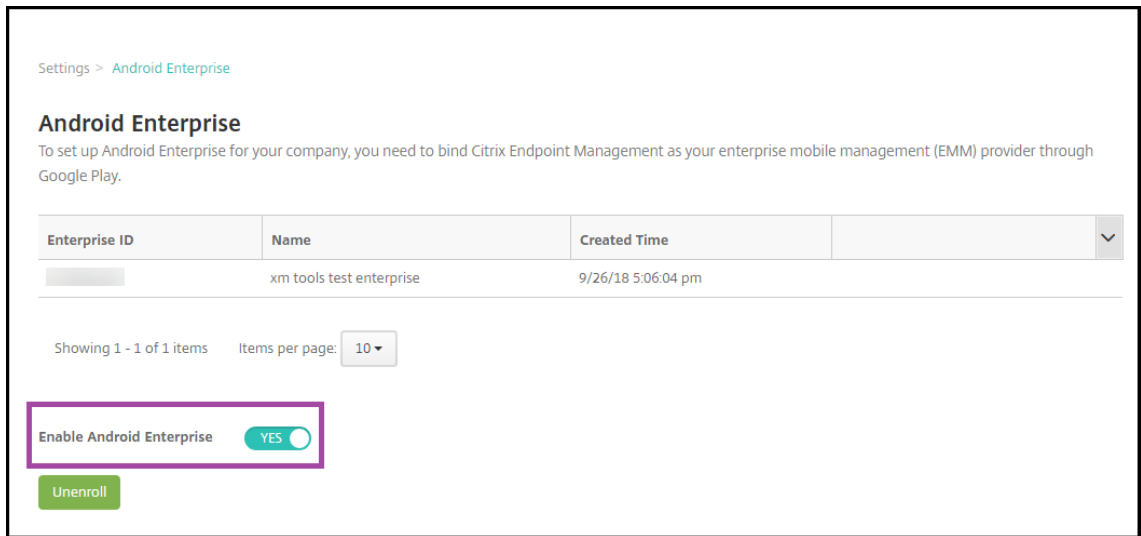 Settings > Android Enterprise
Android Enterprise
To set up Android Enterprise for your company, you need to bind Citrix Endpoint Management as your enterprise mobile management (EMM) provider through
Google Play.
Enterprise ID Name Created Time
xm tools test enterprise 9/26/18 5:06:04 pm
Showing 1 - 1 of 1 items Items per page: 10
Enable Android Enterprise YES
Unenroll